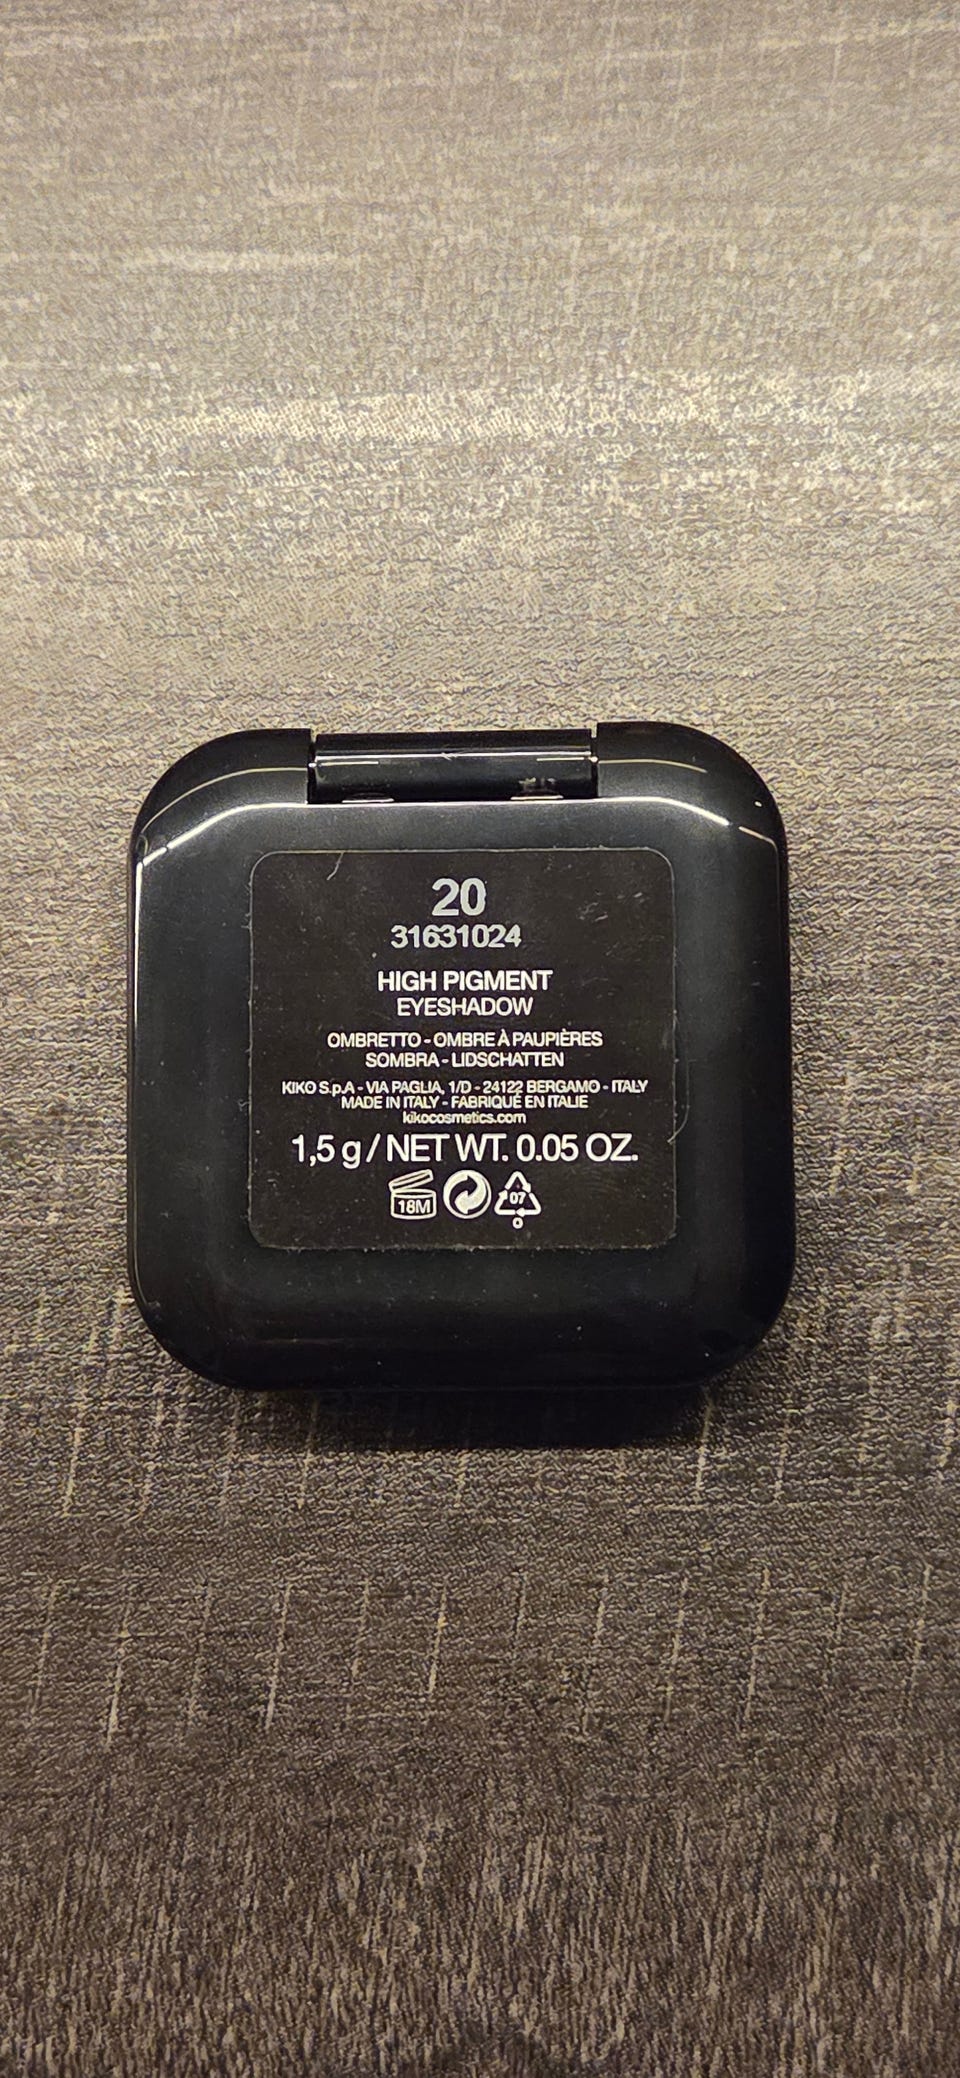 20
31631024
HIGH PIGMENT
EYESHADOW
OMBRETTO - OMBRE À PAUPIÈRES
SOMBRA - LIDSCHATTEN
KIKO S.p.A - VIA PAGLIA, 1/D - 24122 BERGAMO - ITALY
MADE IN ITALY - FABRIQUÉ EN ITALIE
kikocosmetics.com
1,5 g / NET WT. 0.05 OZ.
18M 07
O